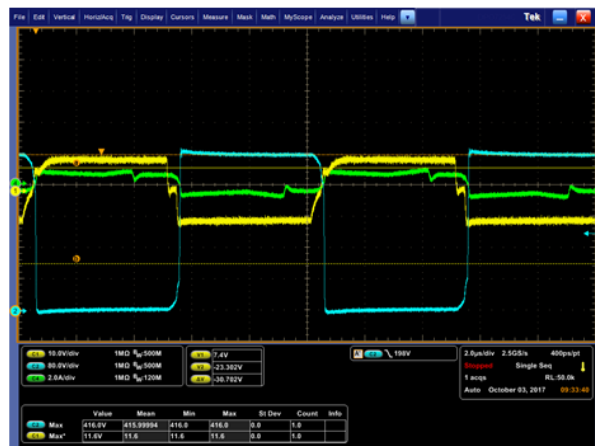 File Edit Vertical Horiz/Acq Trig Display Cursors Measure Mask Math MyScope Analyze Utilities Help Tek
C1 10.0V/div 1MΩ BW:500M
C2 80.0V/div 1MΩ BW:500M
C4 2.0A/div 1MΩ BW:120M
V1 7.4V
V2 -23.302V
ΔV -30.702V
A' C2 198V
2.0μs/div 2.5GS/s 400ps/pt
Stopped Single Seq
1 acqs RL:50.0k
Auto October 03, 2017 09:33:40
Value Mean Min Max St Dev Count Info
C2 Max 416.0V 415.99994 416.0 416.0 0.0 1.0
C1 Max* 11.6V 11.6 11.6 11.6 0.0 1.0